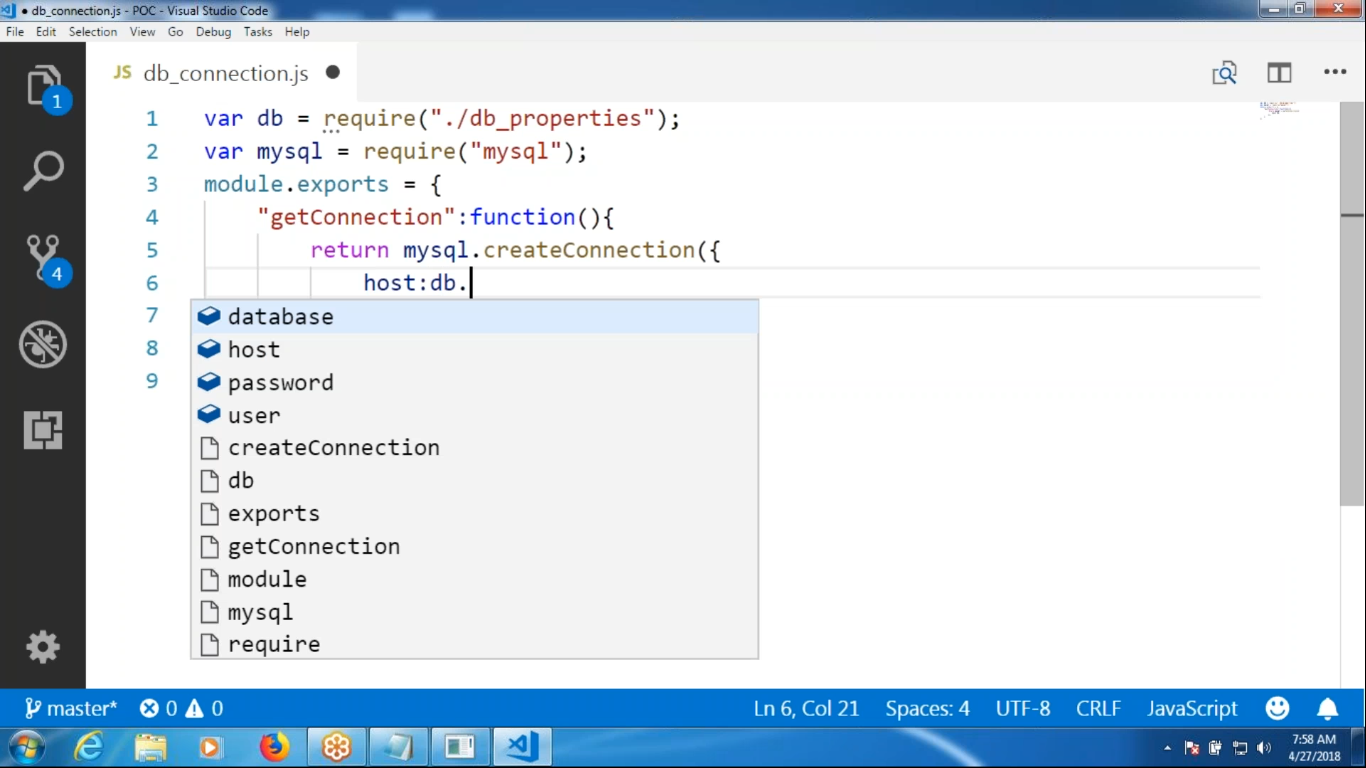 ● db_connection.js - POC - Visual Studio Code
File Edit Selection View Go Debug Tasks Help
JS db_connection.js ●
1 var db = require("./db_properties");
2 var mysql = require("mysql");
3 module.exports = {
4 "getConnection":function(){
5 return mysql.createConnection({
6 host:db.
7 database
8 host
9 password
user
createConnection
db
exports
getConnection
module
mysql
require
1
4
master* 0 0 Ln 6, Col 21 Spaces: 4 UTF-8 CRLF JavaScript
7:58 AM
4/27/2018